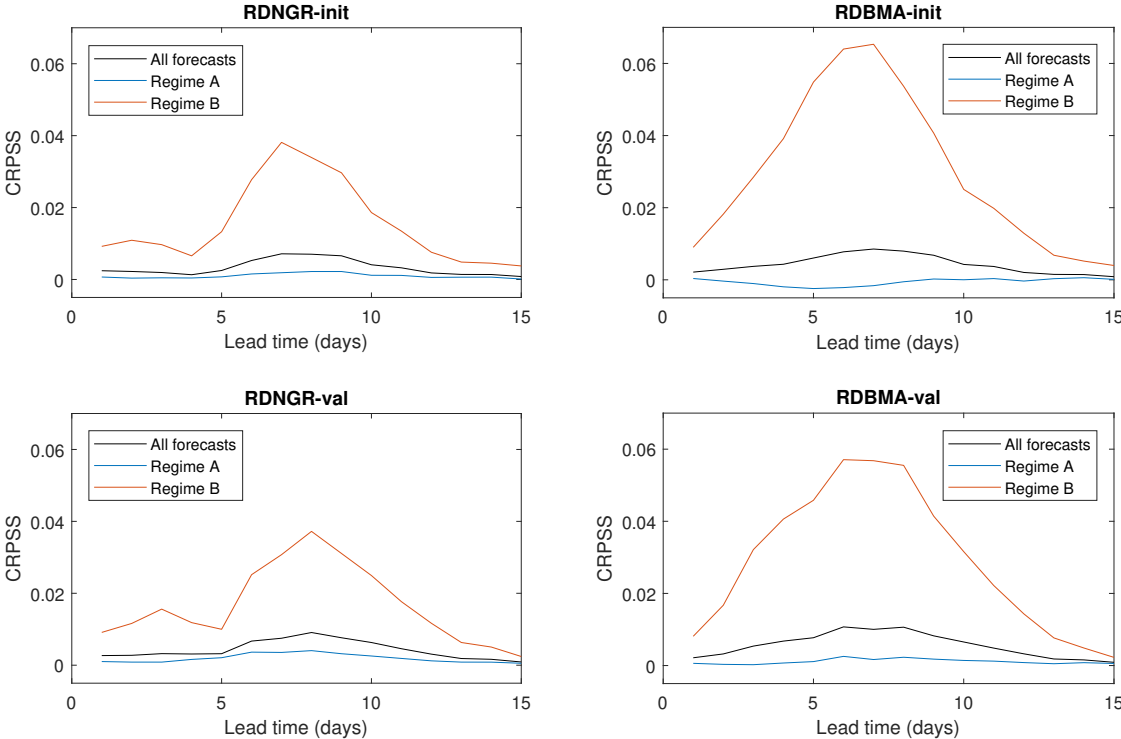 RDNGR-init
0.06
0.04
0.02
0
CRPSS
All forecasts
Regime A
Regime B
0 5 10 15
Lead time (days)
RDBMA-init
0.06
0.04
0.02
0
CRPSS
All forecasts
Regime A
Regime B
0 5 10 15
Lead time (days)
RDNGR-val
0.06
0.04
0.02
0
CRPSS
All forecasts
Regime A
Regime B
0 5 10 15
Lead time (days)
RDBMA-val
0.06
0.04
0.02
0
CRPSS
All forecasts
Regime A
Regime B
0 5 10 15
Lead time (days)